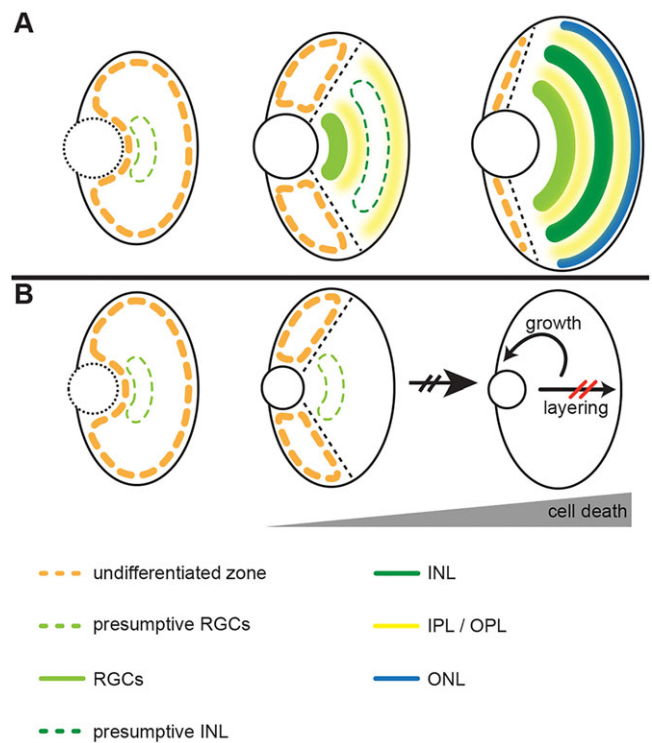 A
B
growth
layering
cell death
undifferentiated zone
presumptive RGCs
RGCs
presumptive INL
INL
IPL / OPL
ONL